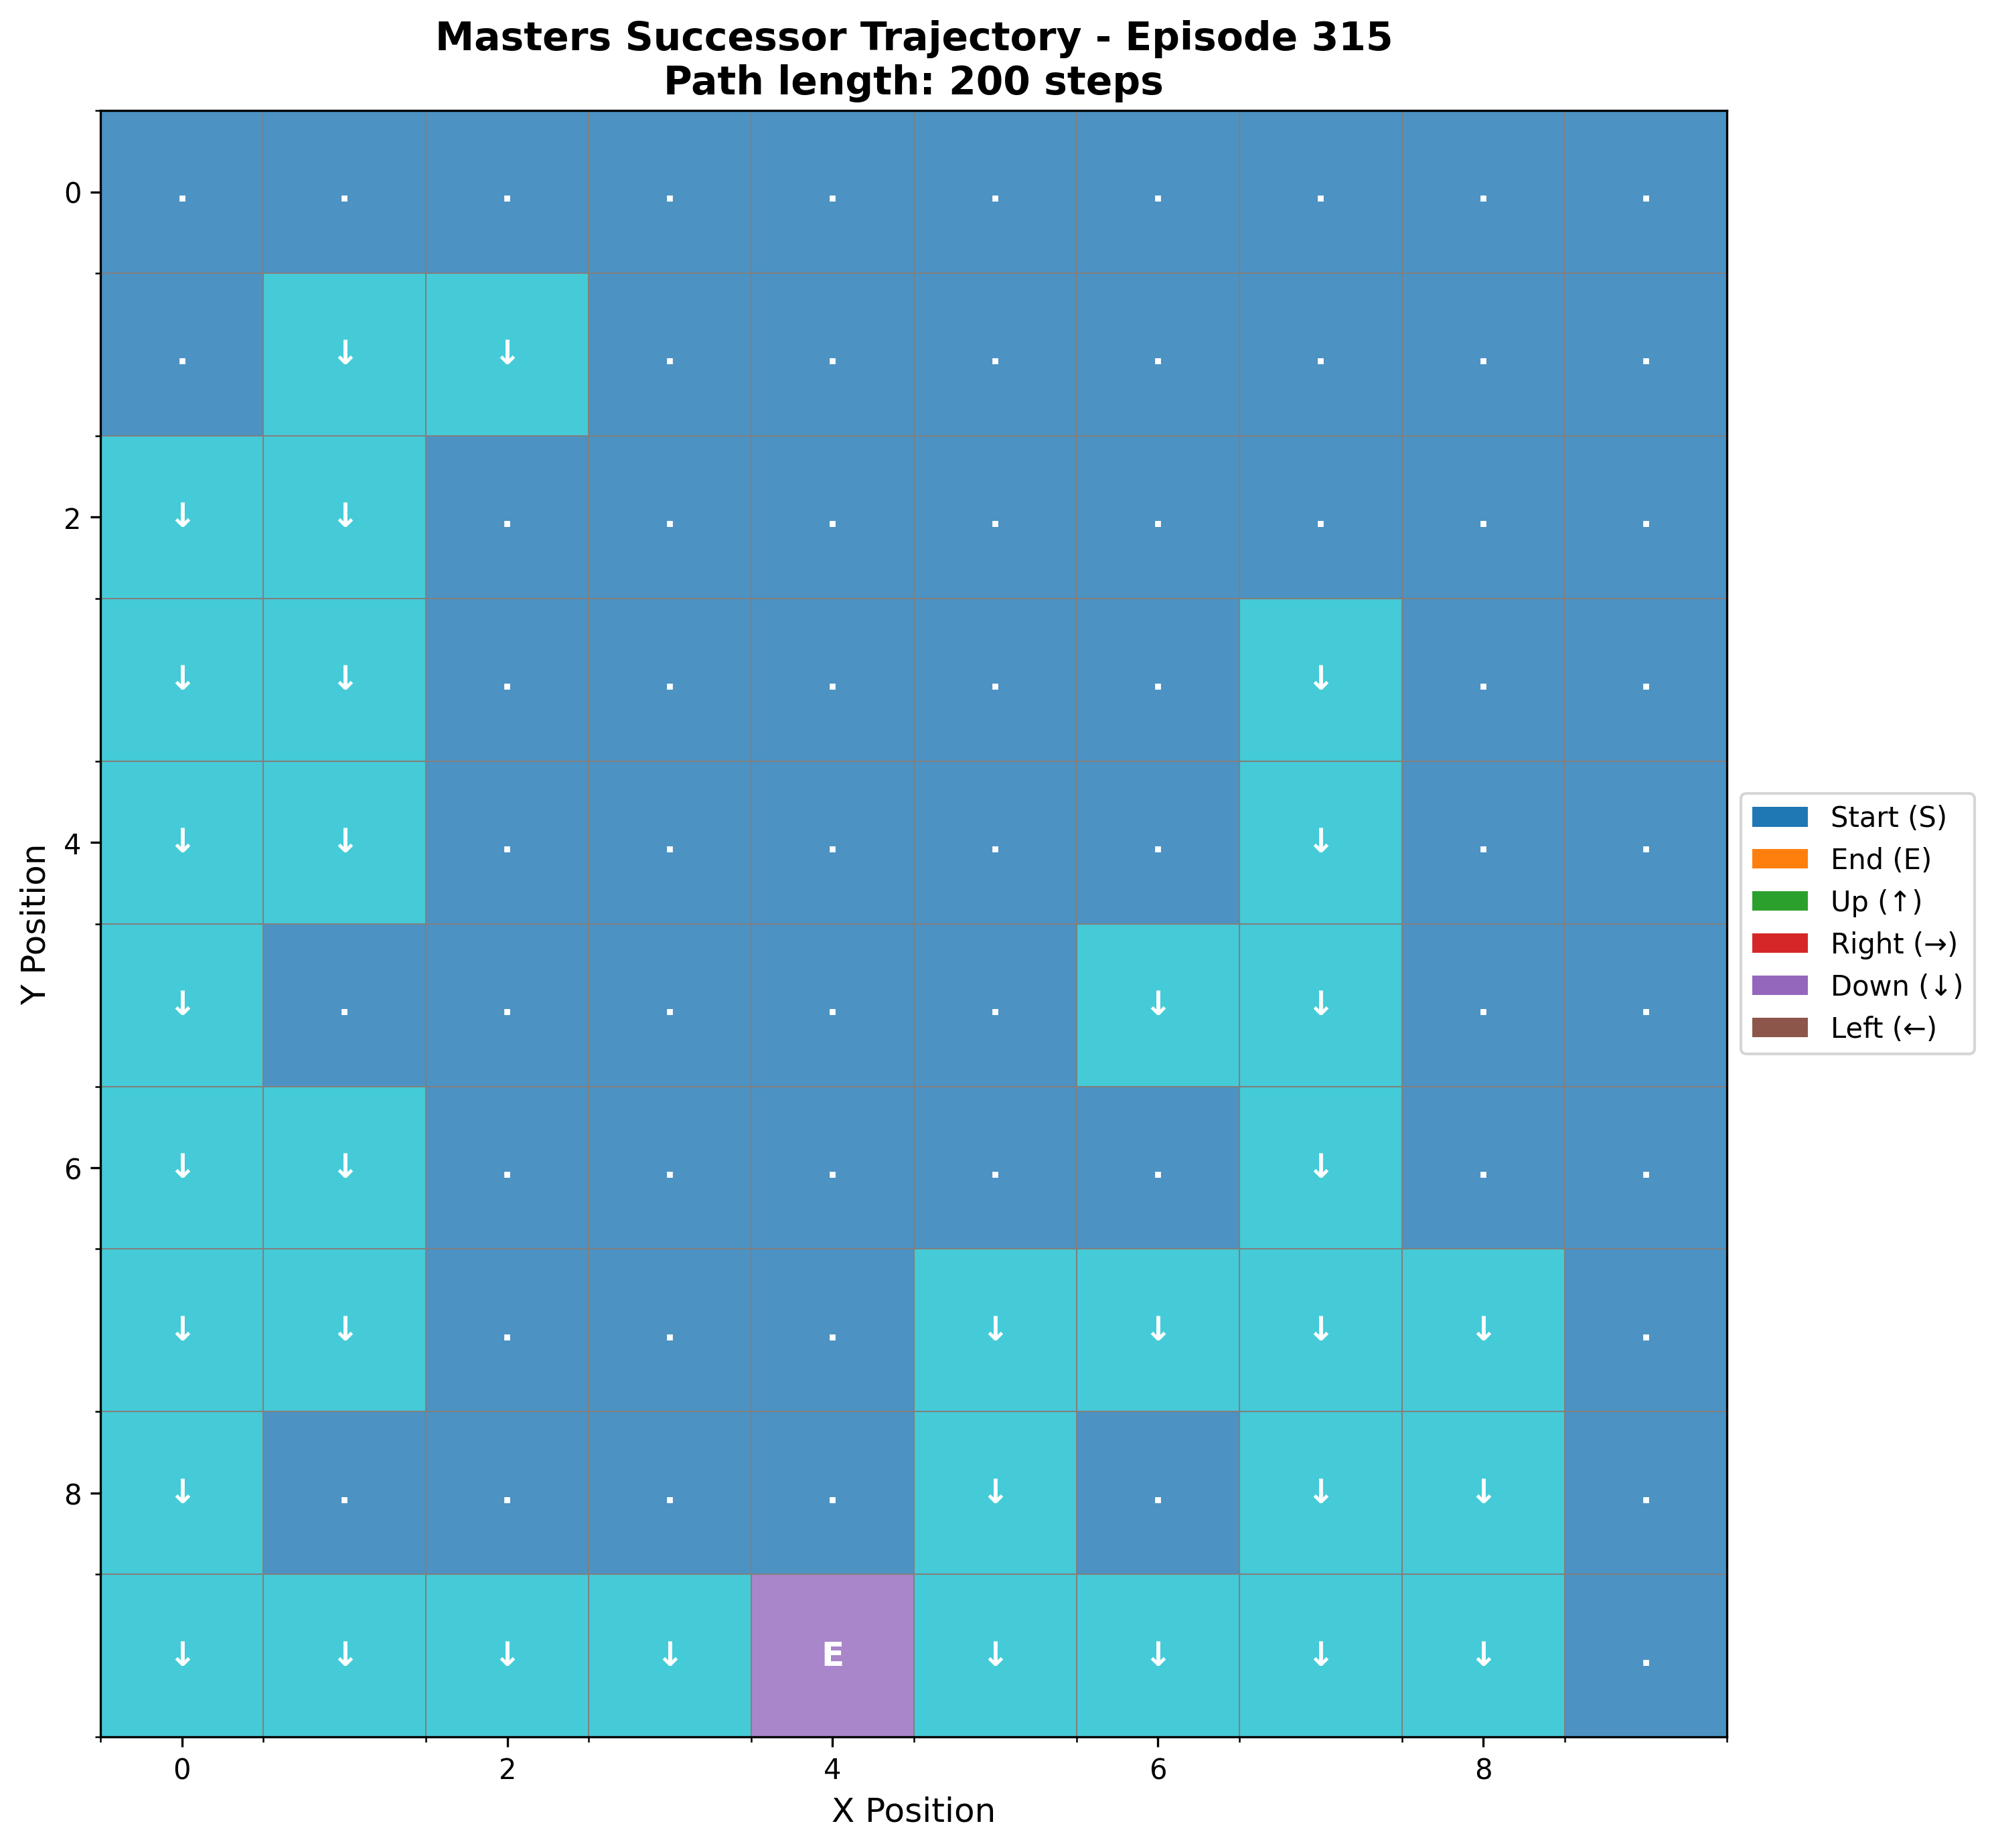 Masters Successor Trajectory - Episode 315
Path length: 200 steps
0 . . . . . . . . . .
. ↓ ↓ . . . . . . .
2 ↓ ↓ . . . . . . . .
↓ ↓ . . . . . ↓ . .
4 ↓ ↓ . . . . . ↓ . .
↓ . . . . . ↓ ↓ . .
6 ↓ ↓ . . . . . ↓ . .
↓ ↓ . . . ↓ ↓ ↓ ↓ .
8 ↓ . . . . ↓ . ↓ ↓ .
↓ ↓ ↓ ↓ E ↓ ↓ ↓ ↓ .
0 2 4 6 8
X Position
Y Position
Start (S)
End (E)
Up (↑)
Right (→)
Down (↓)
Left (←)